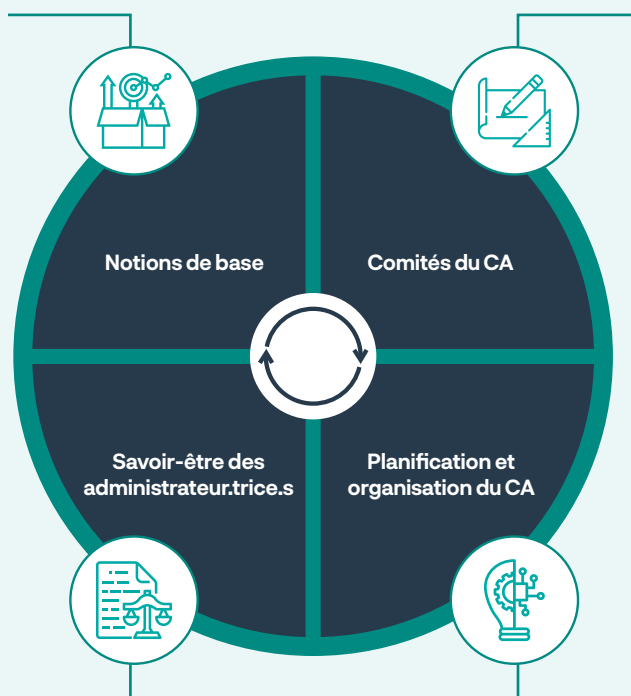 Notions de base
Comités du CA
Savoir-être des
administrateur.trice.s
Planification et
organisation du CA